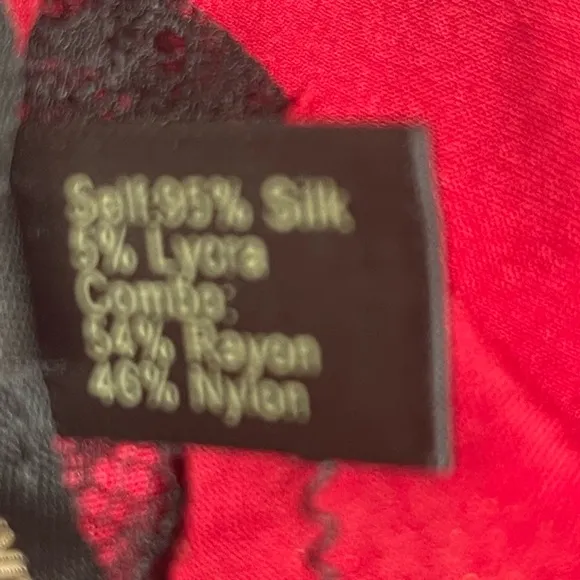 Self:95% Silk
5% Lycra
Combo:
54% Rayon
46% Nylon